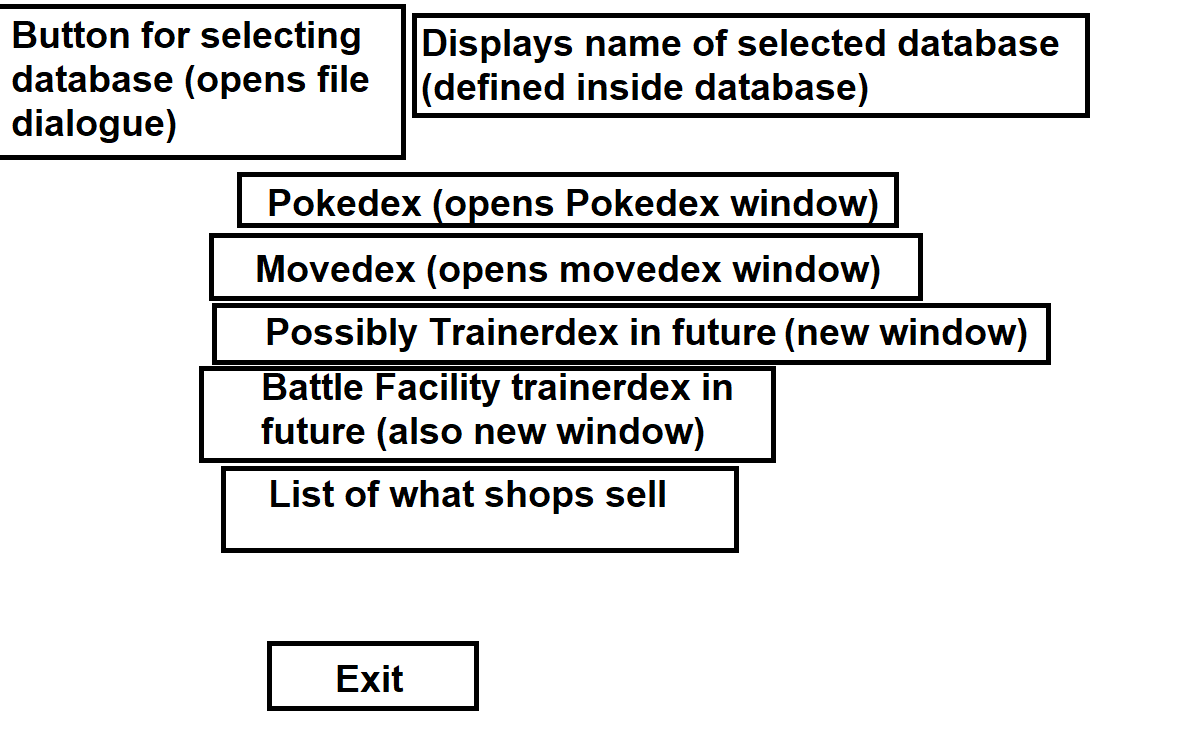 Button for selecting
database (opens file
dialogue)
Displays name of selected database
(defined inside database)
Pokedex (opens Pokedex window)
Movedex (opens movedex window)
Possibly Trainerdex in future (new window)
Battle Facility trainerdex in
future (also new window)
List of what shops sell
Exit